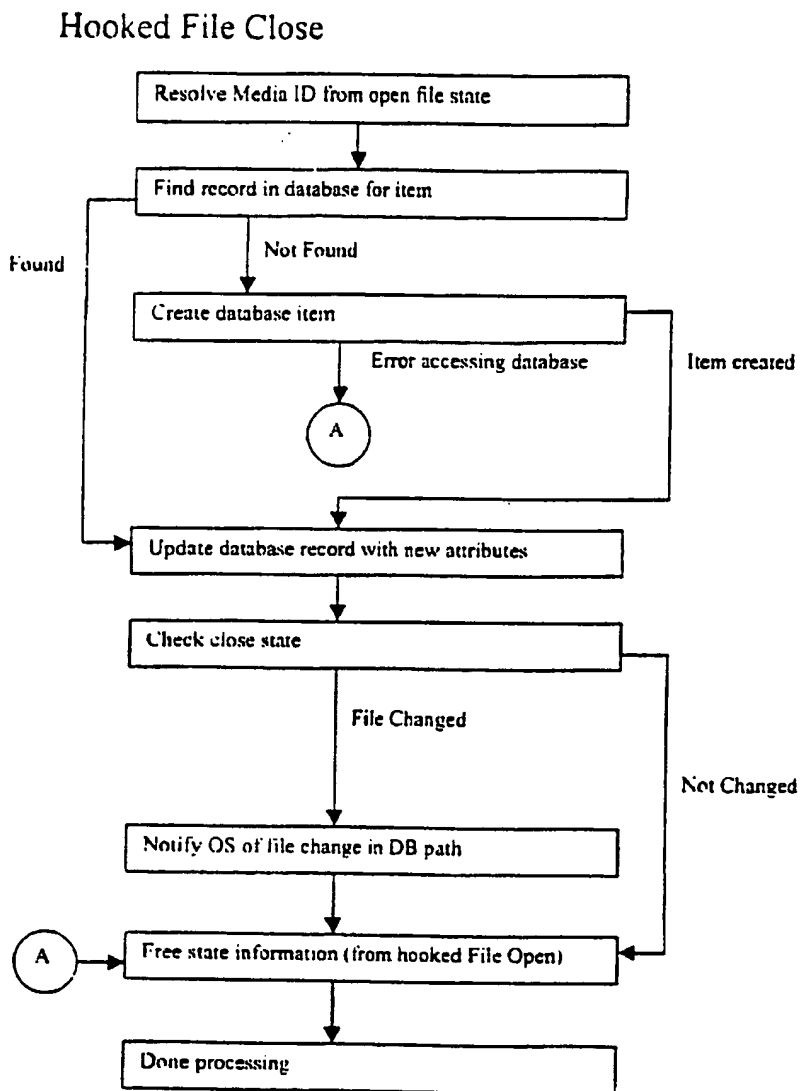 Hooked File Close
Resolve Media ID from open file state
Find record in database for item
Found
Not Found
Create database item
Error accessing database
Item created
A
Update database record with new attributes
Check close state
File Changed
Not Changed
Notify OS of file change in DB path
A
Free state information (from hooked File Open)
Done processing